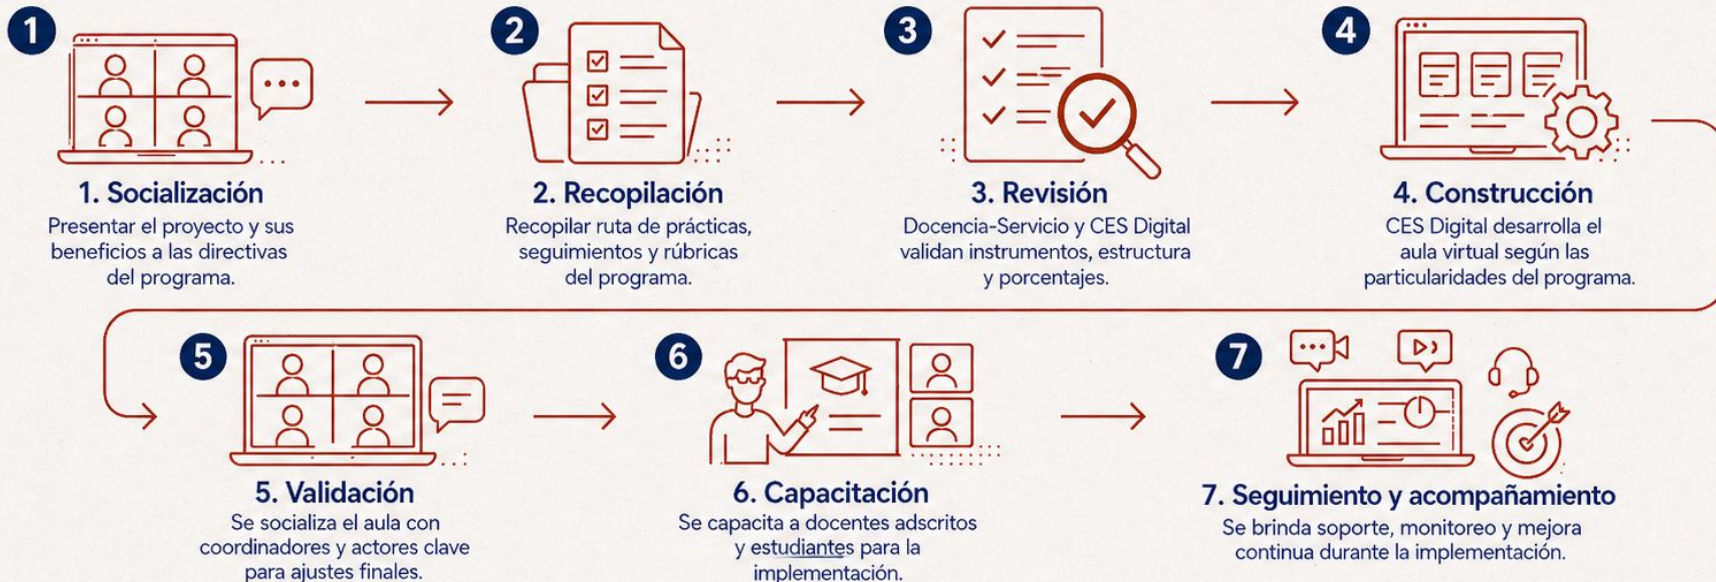 1
2
3
4
1. Socialización
Presentar el proyecto y sus
beneficios a las directivas
del programa.
2. Recopilación
Recopilar ruta de prácticas,
seguimientos y rúbricas
del programa.
3. Revisión
Docencia-Servicio y CES Digital
validan instrumentos, estructura
y porcentajes.
4. Construcción
CES Digital desarrolla el
aula virtual según las
particularidades del programa.
5
6
7
5. Validación
Se socializa el aula con
coordinadores y actores clave
para ajustes finales.
6. Capacitación
Se capacita a docentes adscritos
y estudiantes para la
implementación.
7. Seguimiento y acompañamiento
Se brinda soporte, monitoreo y mejora
continua durante la implementación.